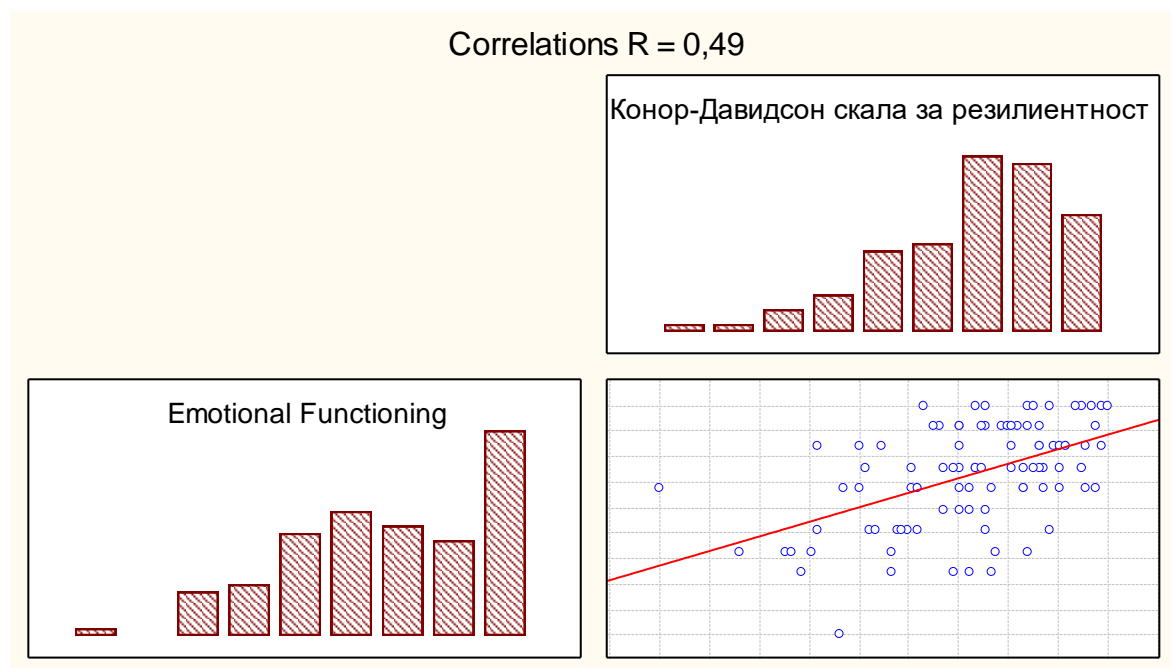 Correlations R = 0,49
Конор-Давидсон скала за резилиентност
Emotional Functioning